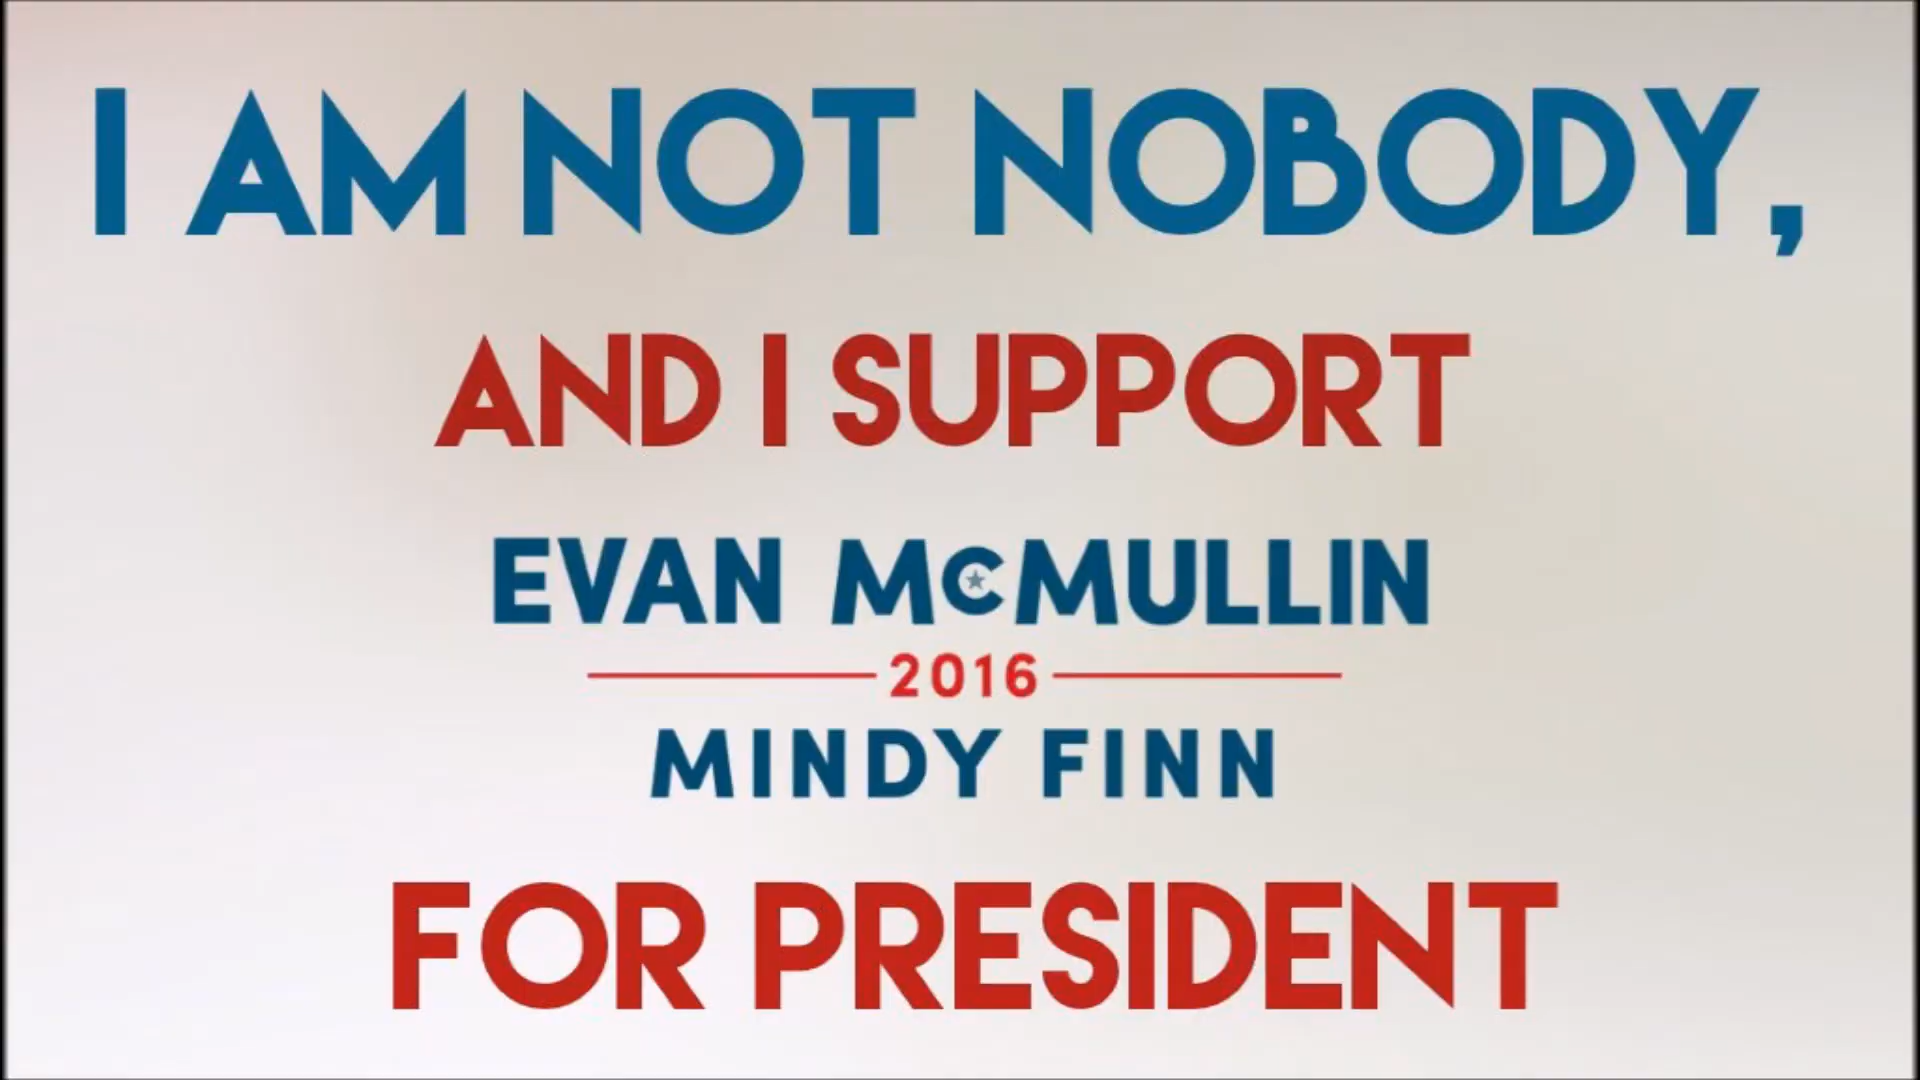 I AM NOT NOBODY,
AND I SUPPORT
EVAN McMULLIN
2016
MINDY FINN
FOR PRESIDENT